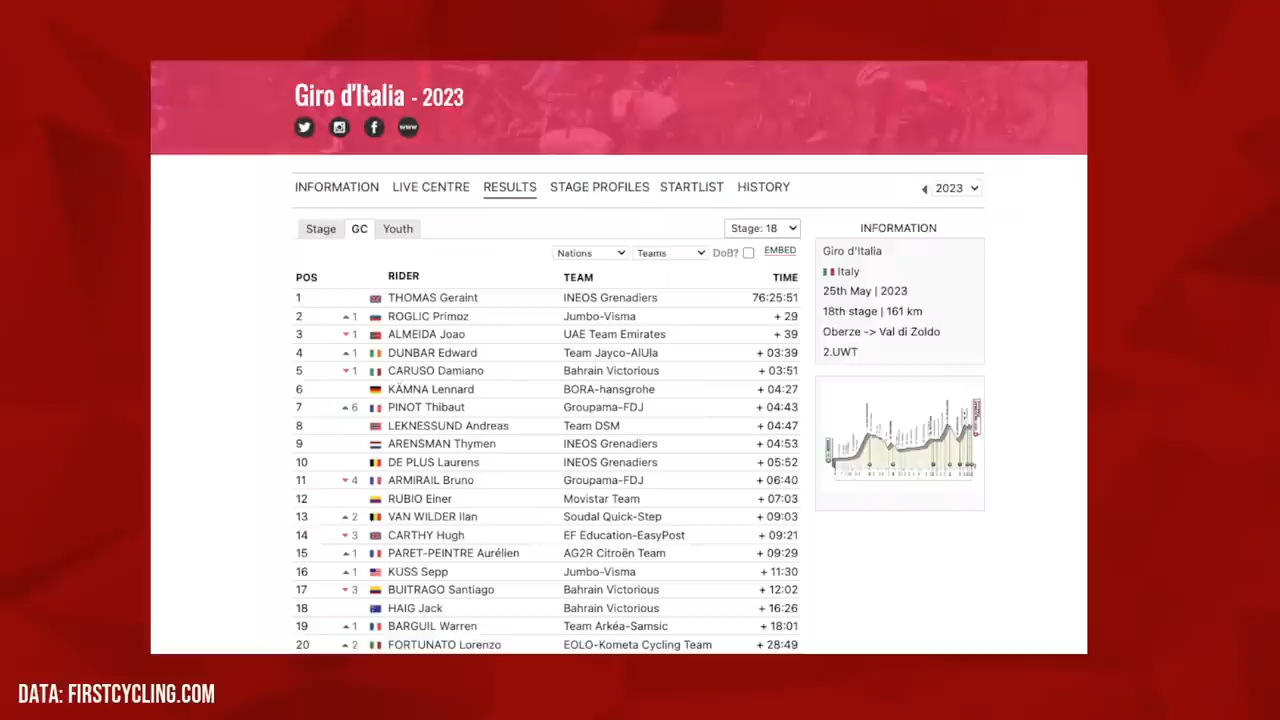 Giro d'Italia - 2023
www
INFORMATION LIVE CENTRE RESULTS STAGE PROFILES STARTLIST HISTORY 2023
Stage GC Youth Stage: 18
Nations Teams DoB? EMBED
POS RIDER TEAM TIME
1 THOMAS Geraint INEOS Grenadiers 76:25:51
2 1 ROGLIC Primoz Jumbo-Visma + 29
3 1 ALMEIDA Joao UAE Team Emirates + 39
4 1 DUNBAR Edward Team Jayco-AlUla + 03:39
5 1 CARUSO Damiano Bahrain Victorious + 03:51
6 KÄMNA Lennard BORA-hansgrohe + 04:27
7 6 PINOT Thibaut Groupama-FDJ + 04:43
8 LEKNESSUND Andreas Team DSM + 04:47
9 ARENSMAN Thymen INEOS Grenadiers + 04:53
10 DE PLUS Laurens INEOS Grenadiers + 05:52
11 4 ARMIRAIL Bruno Groupama-FDJ + 06:40
12 RUBIO Einer Movistar Team + 07:03
13 2 VAN WILDER Ilan Soudal Quick-Step + 09:03
14 3 CARTHY Hugh EF Education-EasyPost + 09:21
15 1 PARET-PEINTRE Aurélien AG2R Citroën Team + 09:29
16 1 KUSS Sepp Jumbo-Visma + 11:30
17 3 BUITRAGO Santiago Bahrain Victorious + 12:02
18 HAIG Jack Bahrain Victorious + 16:26
19 1 BARGUIL Warren Team Arkéa-Samsic + 18:01
20 2 FORTUNATO Lorenzo EOLO-Kometa Cycling Team + 28:49
INFORMATION
Giro d'Italia
Italy
25th May | 2023
18th stage | 161 km
Oberze -> Val di Zoldo
2.UWT
DATA: FIRSTCYCLING.COM